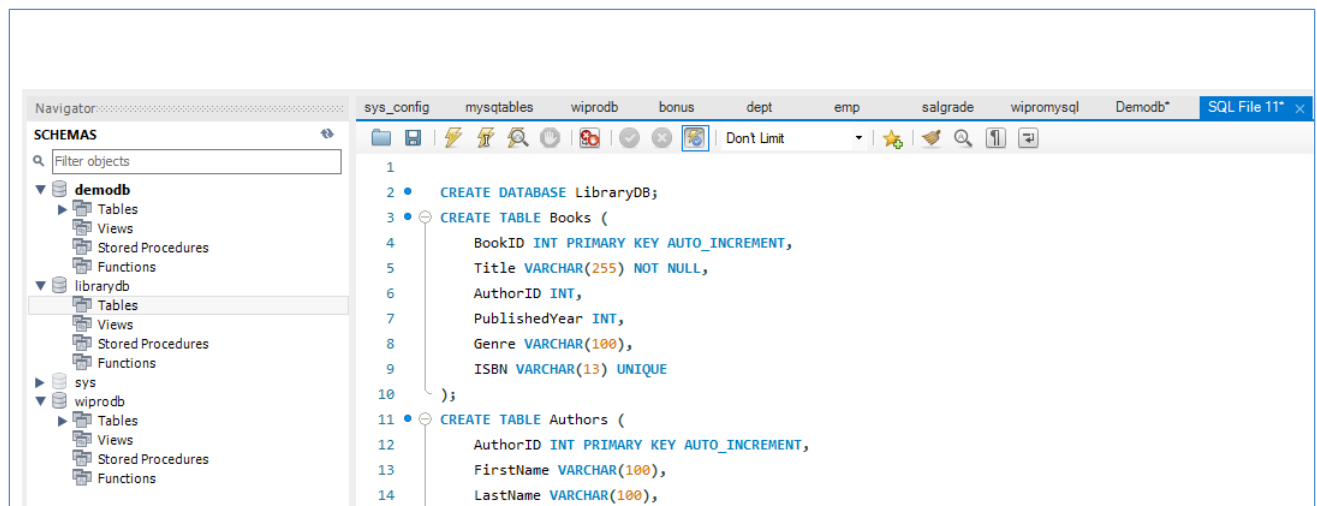 Navigator
SCHEMAS
Filter objects
demodb
Tables
Views
Stored Procedures
Functions
librarydb
Tables
Views
Stored Procedures
Functions
sys
wiprodb
Tables
Views
Stored Procedures
Functions
sys_config mysqtables wiprodb bonus dept emp salgrade wipromysql Demodb* SQL File 11* ×
Don't Limit
1
2 CREATE DATABASE LibraryDB;
3 CREATE TABLE Books (
4 BookID INT PRIMARY KEY AUTO_INCREMENT,
5 Title VARCHAR(255) NOT NULL,
6 AuthorID INT,
7 PublishedYear INT,
8 Genre VARCHAR(100),
9 ISBN VARCHAR(13) UNIQUE
10 );
11 CREATE TABLE Authors (
12 AuthorID INT PRIMARY KEY AUTO_INCREMENT,
13 FirstName VARCHAR(100),
14 LastName VARCHAR(100),